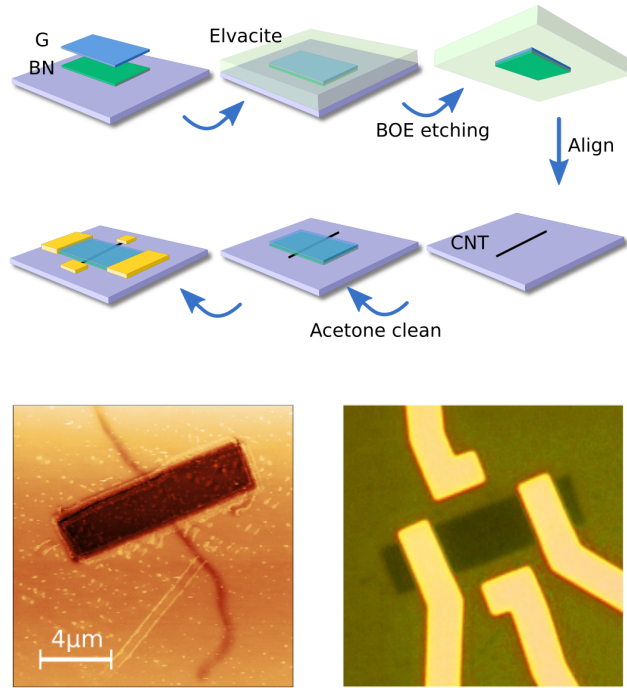 G
BN
Elvacite
BOE etching
Align
CNT
Acetone clean
4μm